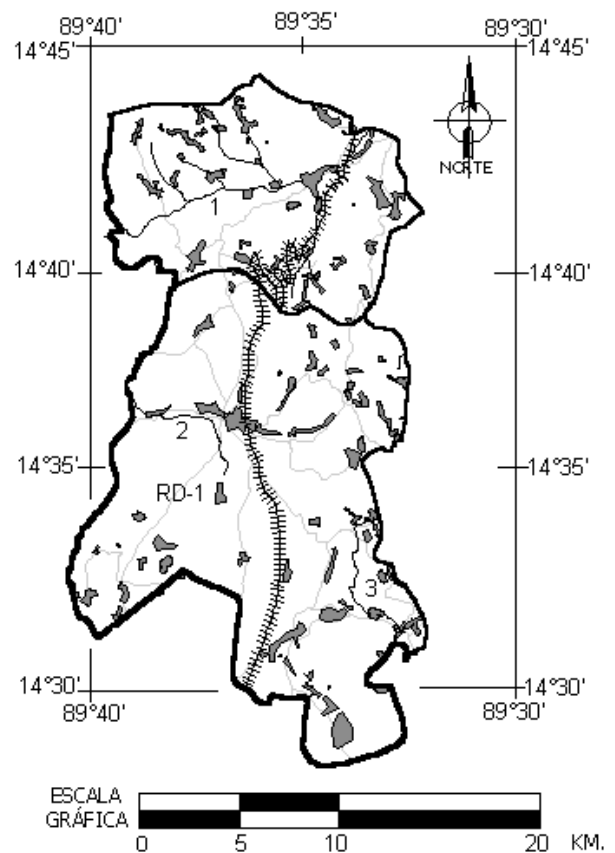 89°40' 89°35' 89°30'
14°45' 14°45'
NORTE
1
14°40' 14°40'
2
14°35' 14°35'
RD-1
3
14°30' 14°30'
89°40' 89°30'
ESCALA
GRÁFICA
0 5 10 20 KM.